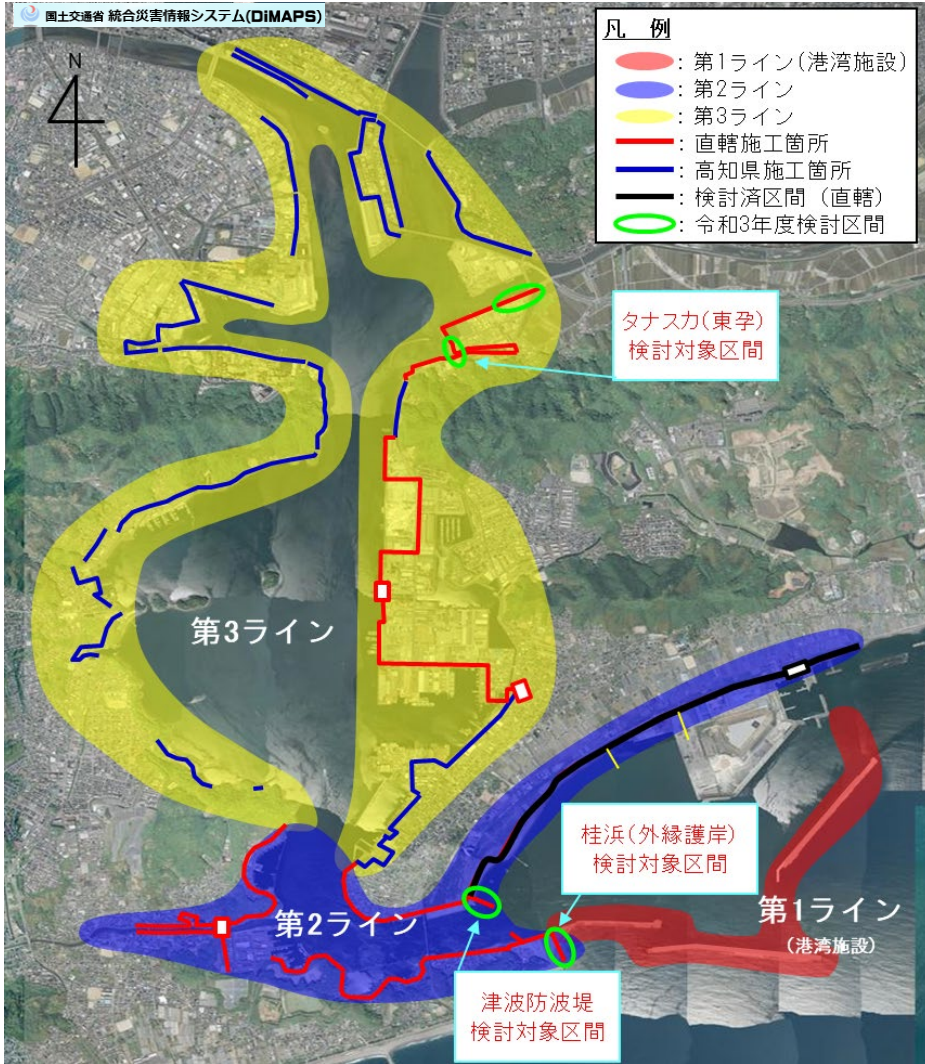 国土交通省 統合災害情報システム(DiMAPS)
N
凡 例
: 第1ライン(港湾施設)
: 第2ライン
: 第3ライン
: 直轄施工箇所
: 高知県施工箇所
: 検討済区間 (直轄)
: 令和3年度検討区間
タナスカ(東孕)
検討対象区間
第3ライン
桂浜(外縁護岸)
検討対象区間
第1ライン
(港湾施設)
第2ライン
津波防波堤
検討対象区間